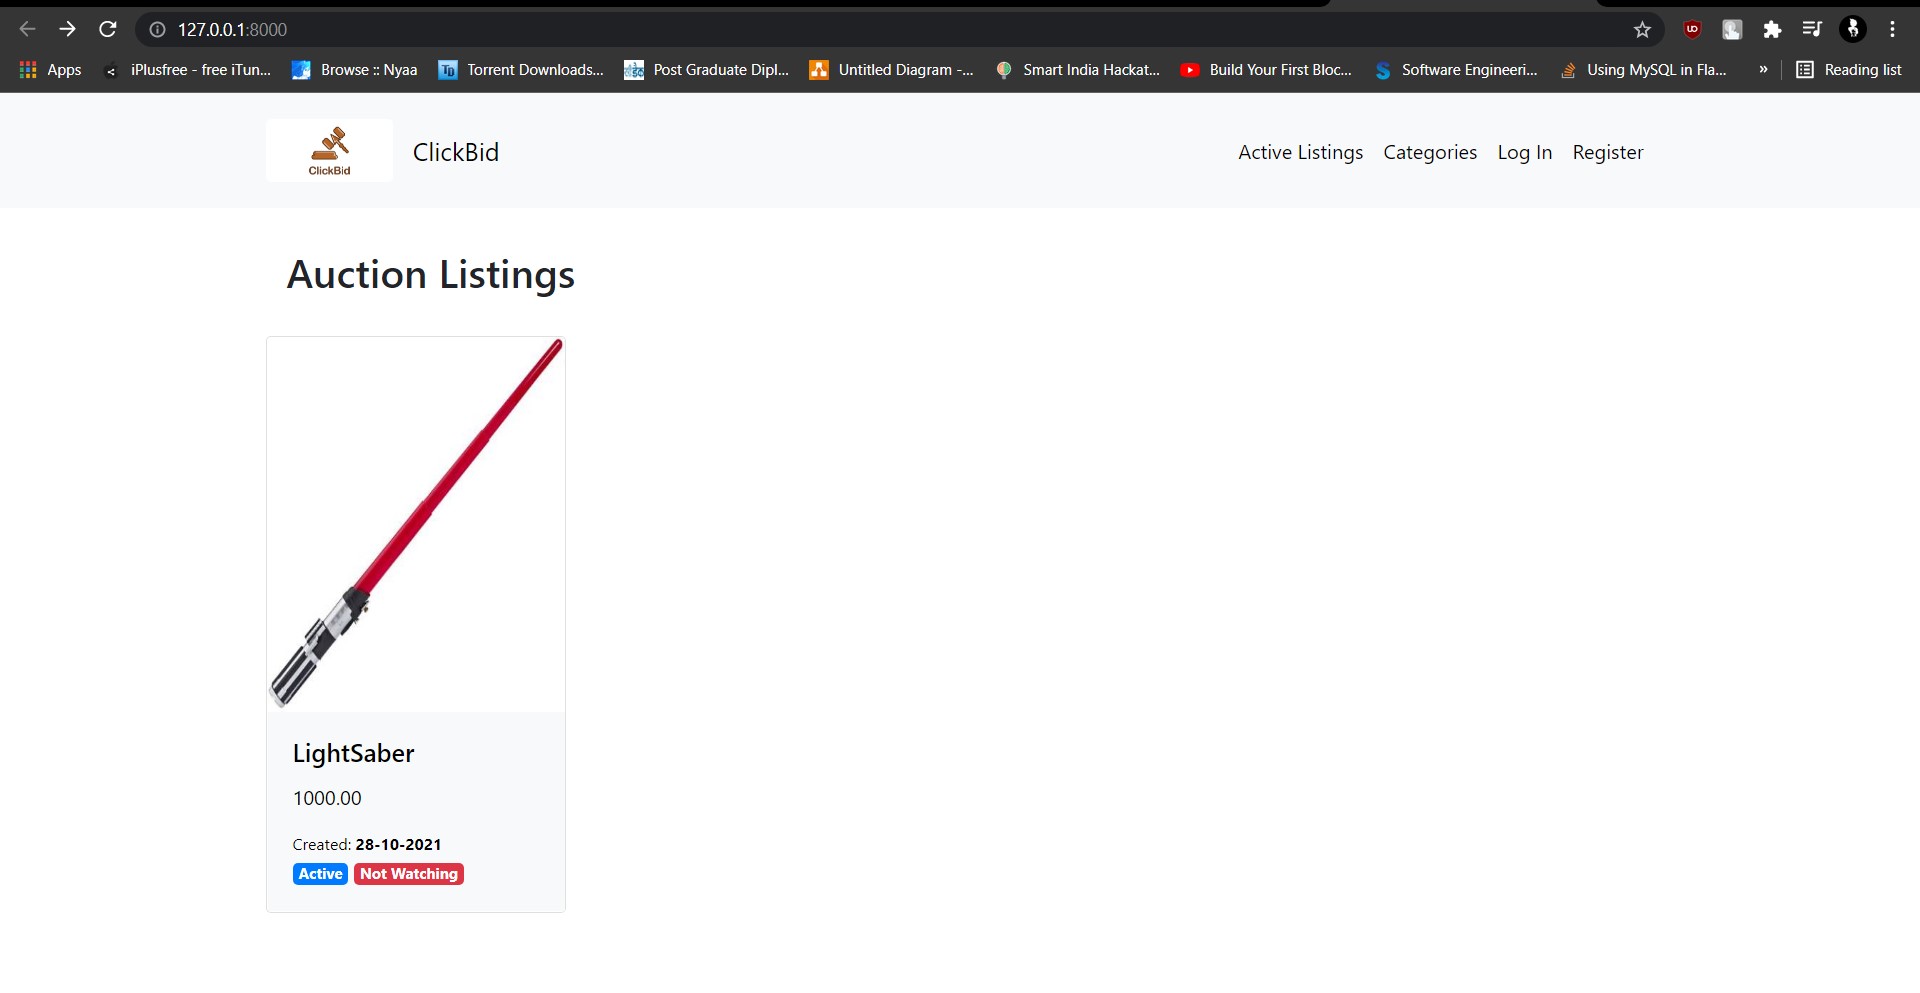 127.0.0.1:8000
Apps iPlusfree - free iTun... Browse :: Nyaa Torrent Downloads... Post Graduate Dipl... Untitled Diagram -... Smart India Hackat... Build Your First Bloc... Software Engineeri... Using MySQL in Fla... » Reading list
ClickBid ClickBid Active Listings Categories Log In Register
Auction Listings
LightSaber
1000.00
Created: 28-10-2021
Active Not Watching